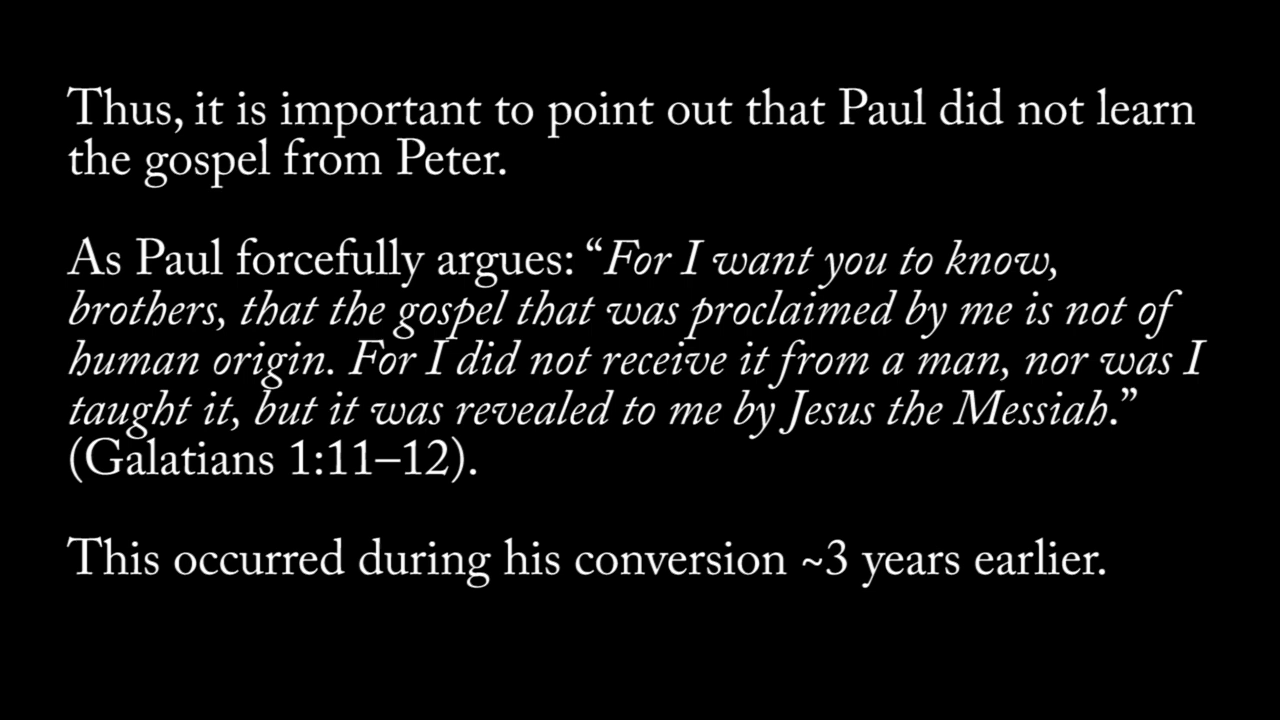 Thus, it is important to point out that Paul did not learn
the gospel from Peter.
As Paul forcefully argues: “For I want you to know,
brothers, that the gospel that was proclaimed by me is not of
human origin. For I did not receive it from a man, nor was I
taught it, but it was revealed to me by Jesus the Messiah.”
(Galatians 1:11–12).
This occurred during his conversion ~3 years earlier.